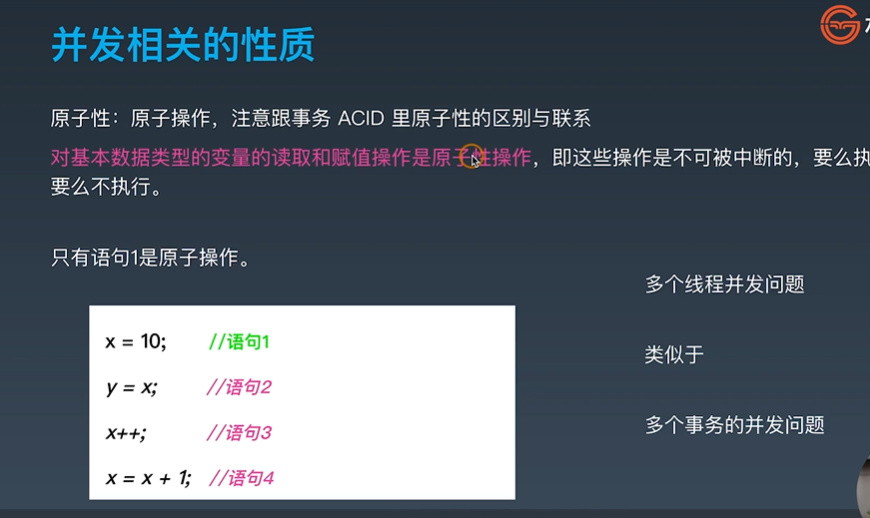 并发相关的性质
原子性：原子操作，注意跟事务 ACID 里原子性的区别与联系
对基本数据类型的变量的读取和赋值操作是原子性操作，即这些操作是不可被中断的，要么执
要么不执行。
只有语句1是原子操作。
x = 10; //语句1
y = x; //语句2
x++; //语句3
x = x + 1; //语句4
多个线程并发问题
类似于
多个事务的并发问题